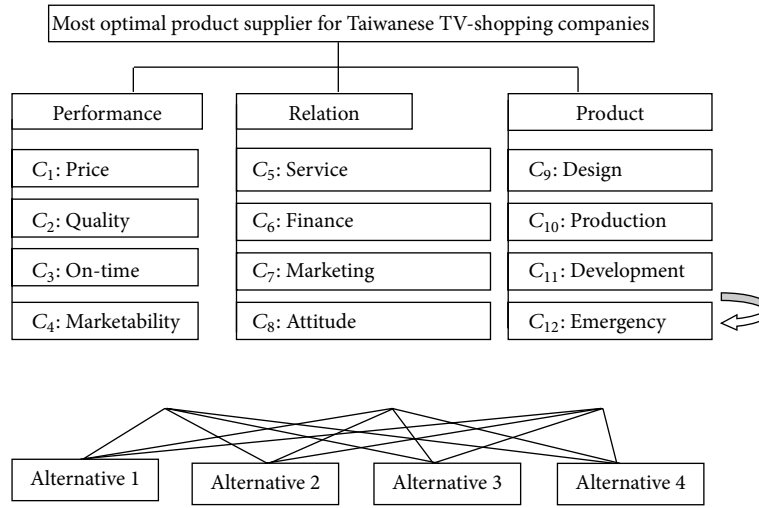 Most optimal product supplier for Taiwanese TV-shopping companies
Performance
Relation
Product
C1: Price
C5: Service
C9: Design
C2: Quality
C6: Finance
C10: Production
C3: On-time
C7: Marketing
C11: Development
C4: Marketability
C8: Attitude
C12: Emergency
Alternative 1
Alternative 2
Alternative 3
Alternative 4